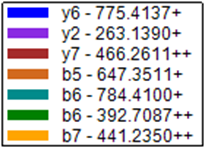 y6 - 775.4137+
y2 - 263.1390+
y7 - 466.2611++
b5 - 647.3511+
b6 - 784.4100+
b6 - 392.7087++
b7 - 441.2350++